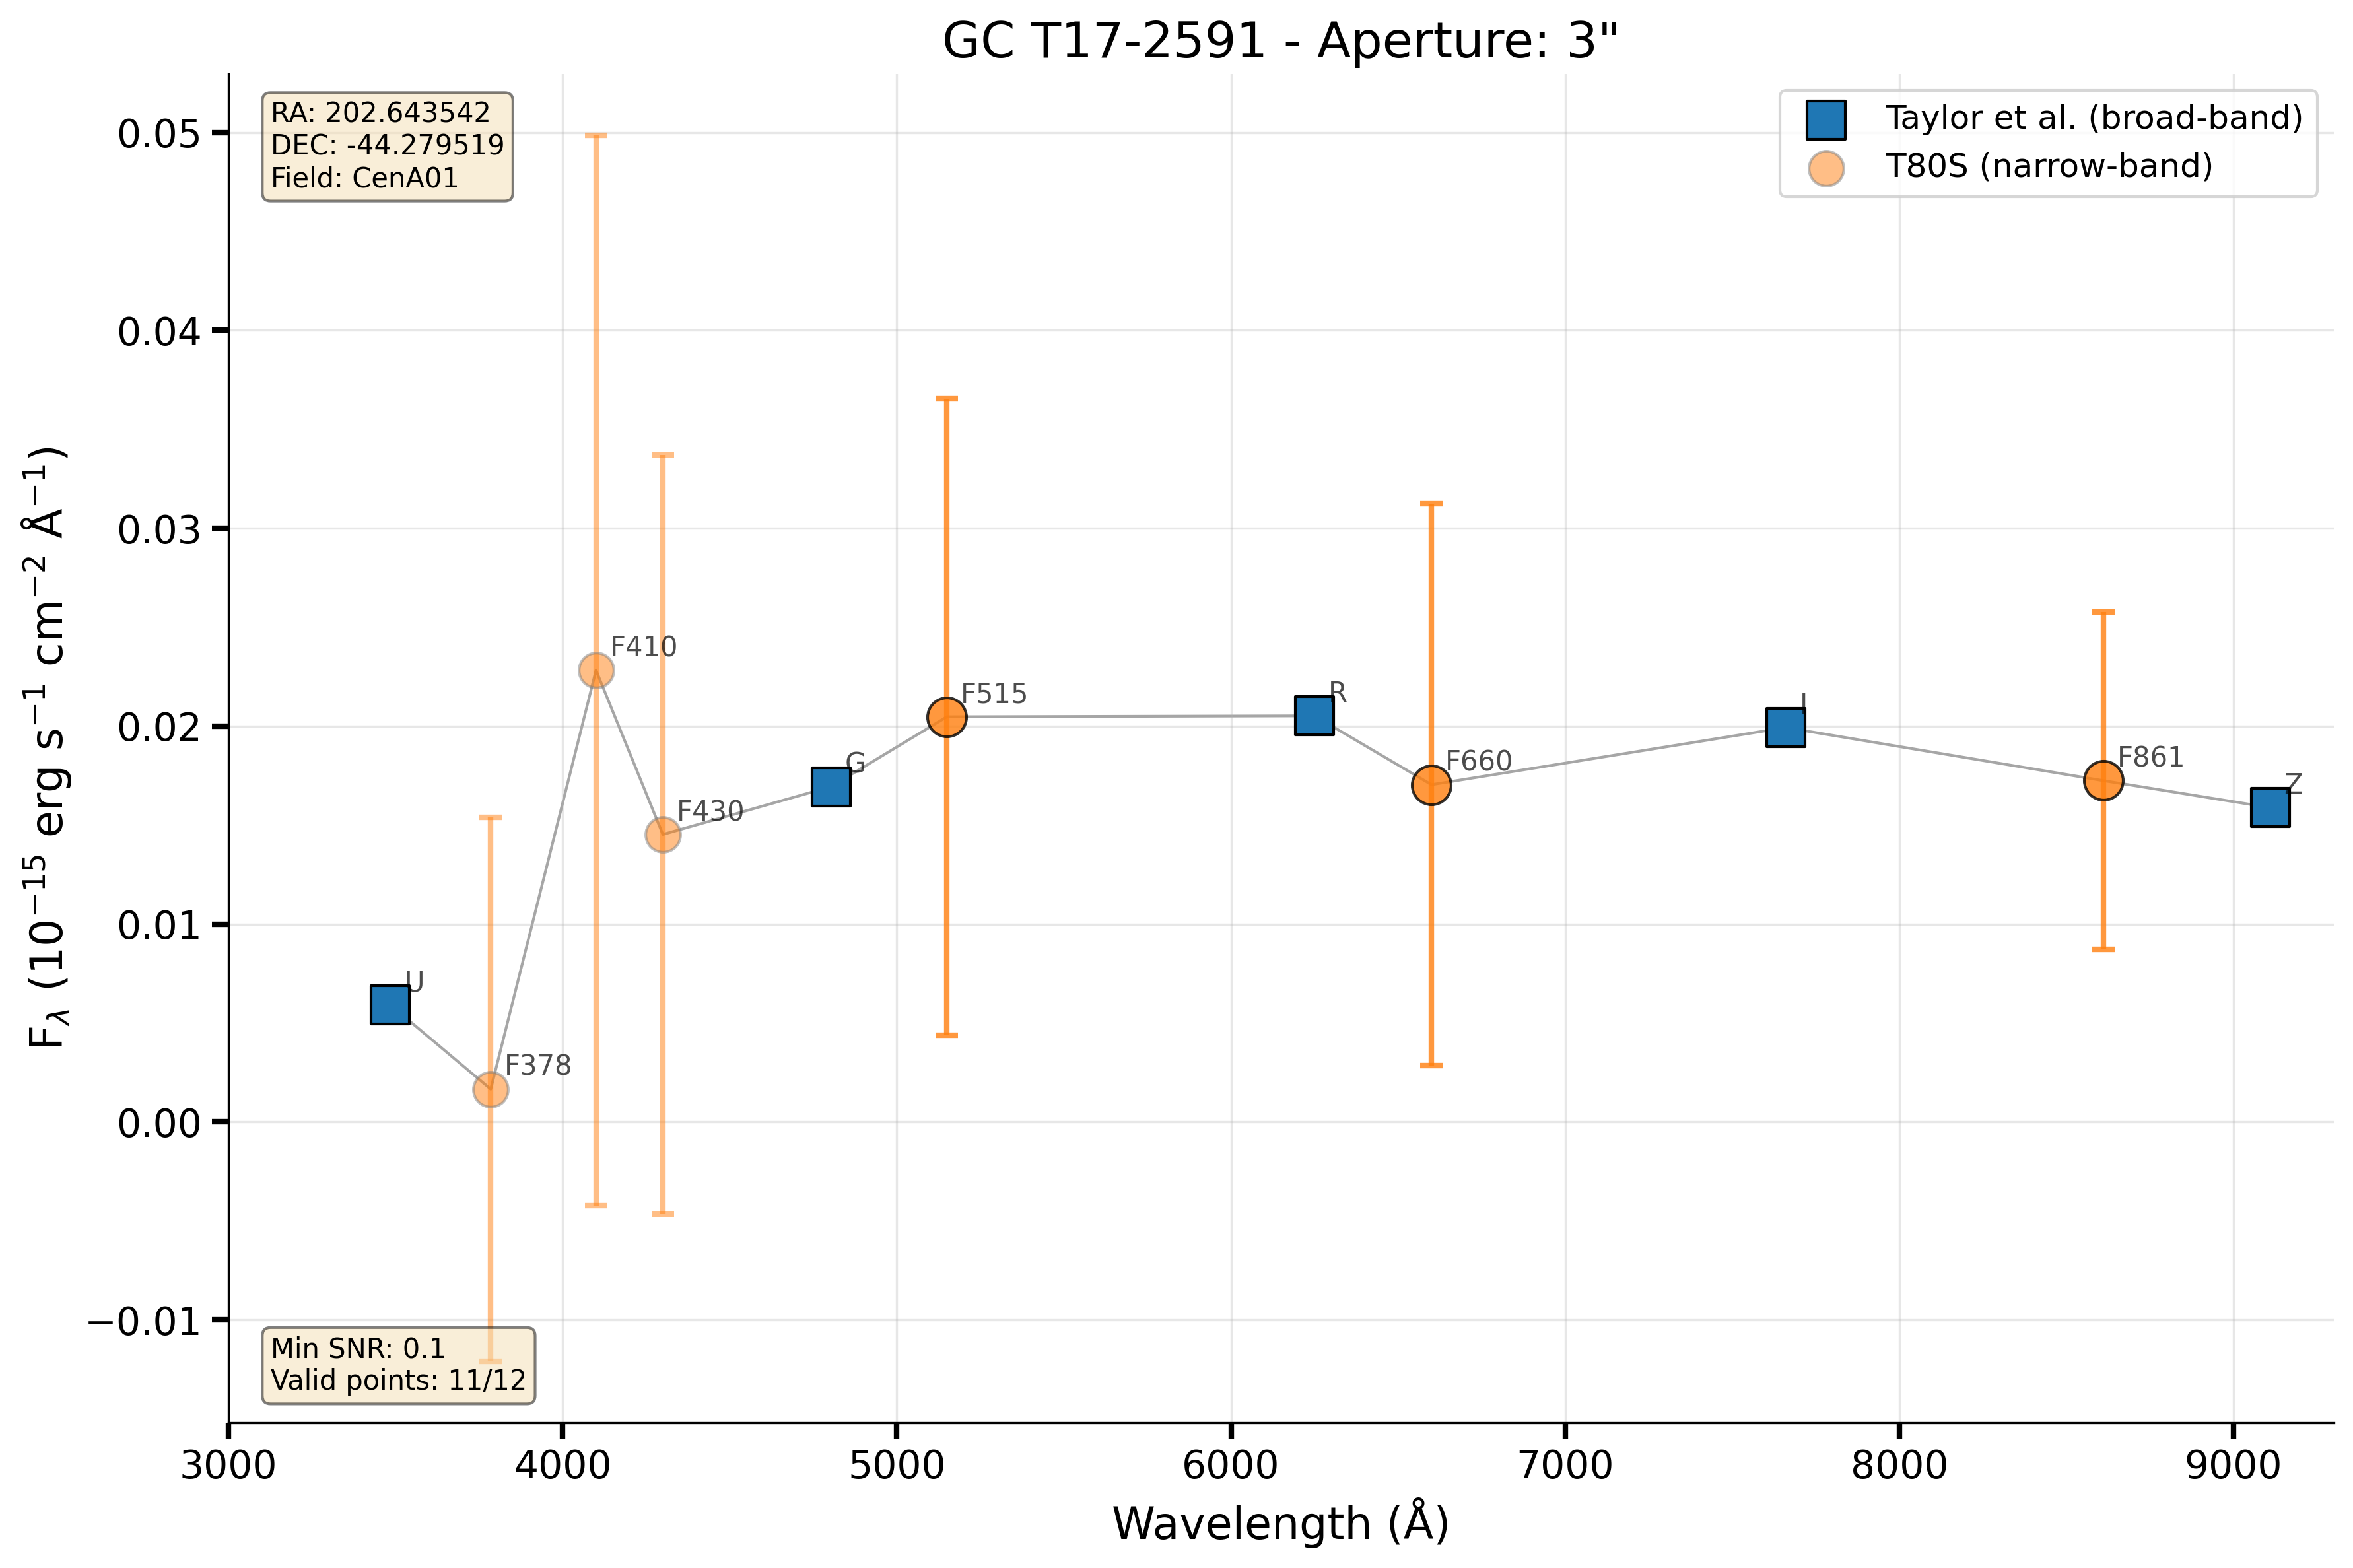 GC T17-2591 - Aperture: 3"
RA: 202.643542
DEC: -44.279519
Field: CenA01
Taylor et al. (broad-band)
T80S (narrow-band)
0.05
0.04
0.03
0.02
0.01
0.00
−0.01
F_λ (10⁻¹⁵ erg s⁻¹ cm⁻² Å⁻¹)
U
F378
F410
F430
G
F515
R
F660
I
F861
Z
Min SNR: 0.1
Valid points: 11/12
3000
4000
5000
6000
7000
8000
9000
Wavelength (Å)